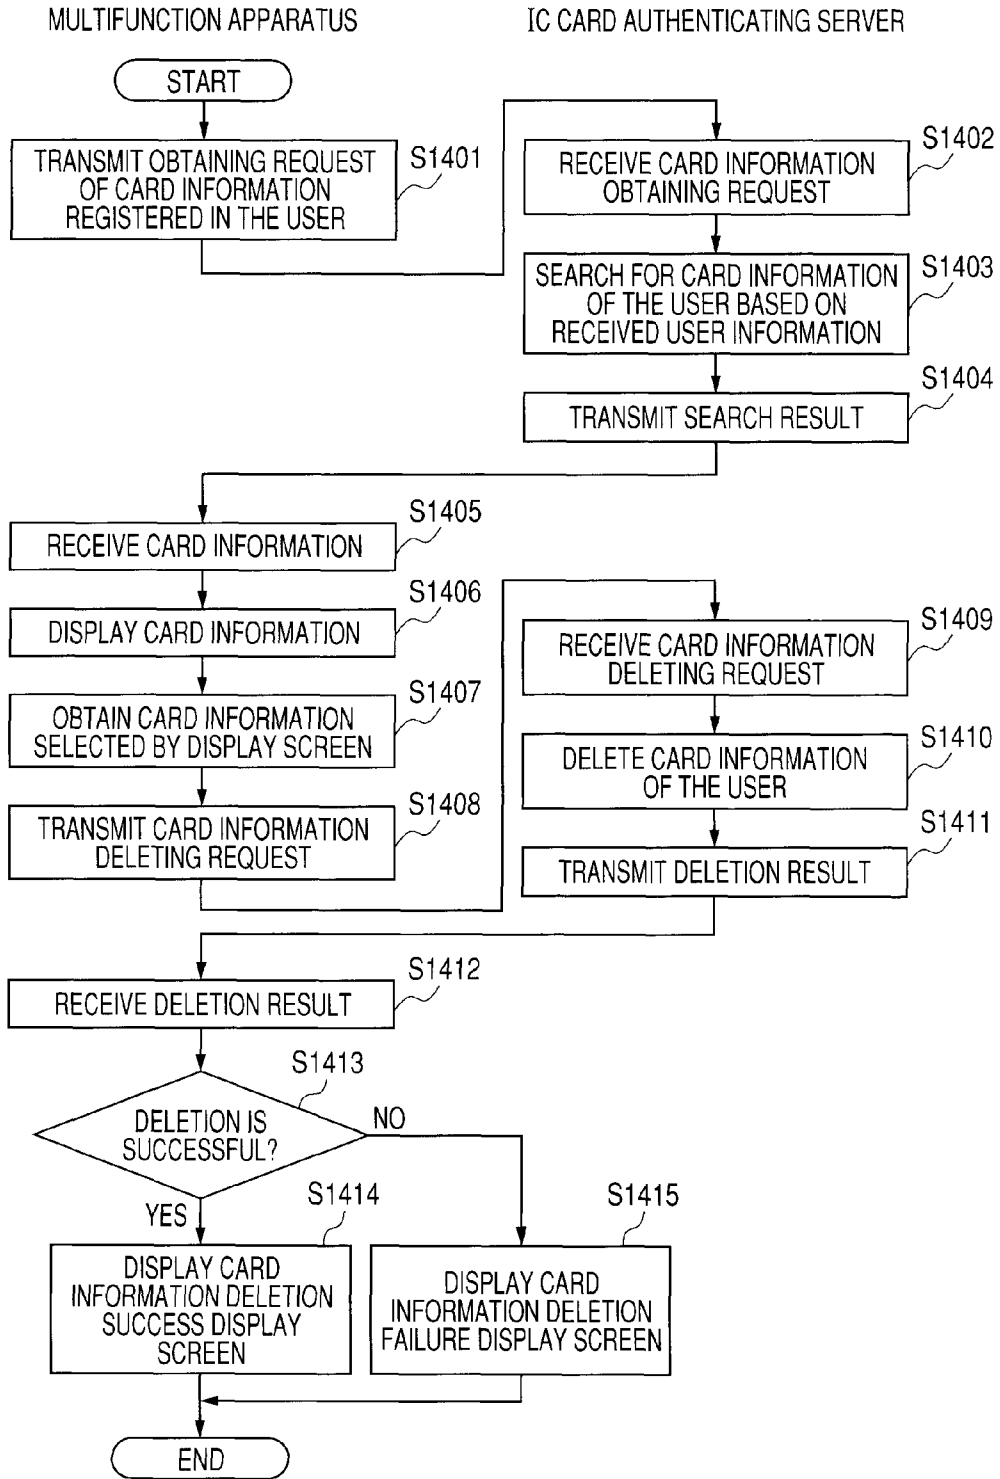 MULTIFUNCTION APPARATUS
IC CARD AUTHENTICATING SERVER
START
S1401
TRANSMIT OBTAINING REQUEST
OF CARD INFORMATION
REGISTERED IN THE USER
S1402
RECEIVE CARD INFORMATION
OBTAINING REQUEST
S1403
SEARCH FOR CARD INFORMATION
OF THE USER BASED ON
RECEIVED USER INFORMATION
S1404
TRANSMIT SEARCH RESULT
S1405
RECEIVE CARD INFORMATION
S1406
DISPLAY CARD INFORMATION
S1407
OBTAIN CARD INFORMATION
SELECTED BY DISPLAY SCREEN
S1408
TRANSMIT CARD INFORMATION
DELETING REQUEST
S1409
RECEIVE CARD INFORMATION
DELETING REQUEST
S1410
DELETE CARD INFORMATION
OF THE USER
S1411
TRANSMIT DELETION RESULT
S1412
RECEIVE DELETION RESULT
S1413
DELETION IS
SUCCESSFUL?
NO
YES
S1414
DISPLAY CARD
INFORMATION DELETION
SUCCESS DISPLAY
SCREEN
S1415
DISPLAY CARD
INFORMATION DELETION
FAILURE DISPLAY SCREEN
END